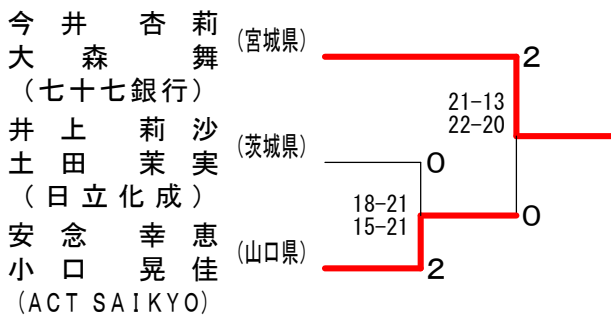 今井 杏莉
大森 舞
(宮城県)
(七十七銀行)
2
21-13
22-20
井上 莉沙
土田 茉実
(茨城県)
(日立化成)
0
18-21
15-21
0
安念 幸恵
小口 晃佳
(山口県)
(ACT SAIKYO)
2